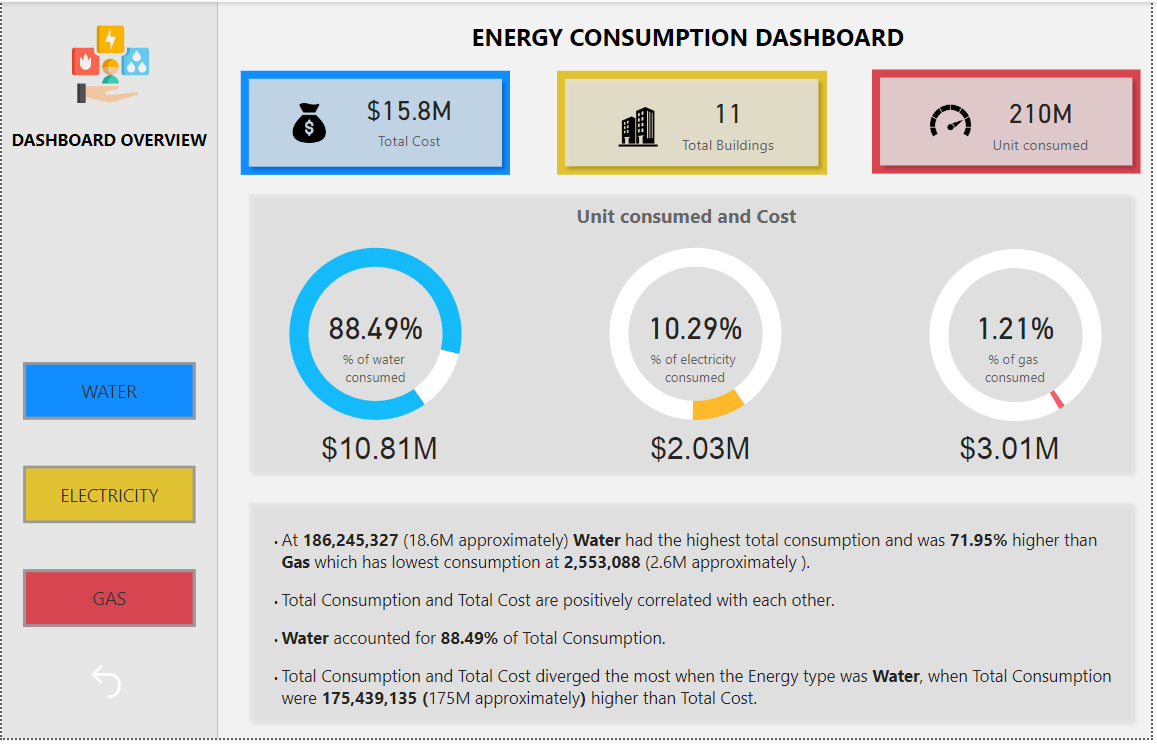 ENERGY CONSUMPTION DASHBOARD
DASHBOARD OVERVIEW
$15.8M
Total Cost
11
Total Buildings
210M
Unit consumed
Unit consumed and Cost
88.49%
% of water
consumed
$10.81M
10.29%
% of electricity
consumed
$2.03M
1.21%
% of gas
consumed
$3.01M
WATER
ELECTRICITY
GAS
• At 186,245,327 (18.6M approximately) Water had the highest total consumption and was 71.95% higher than
Gas which has lowest consumption at 2,553,088 (2.6M approximately ).
• Total Consumption and Total Cost are positively correlated with each other.
• Water accounted for 88.49% of Total Consumption.
• Total Consumption and Total Cost diverged the most when the Energy type was Water, when Total Consumption
were 175,439,135 (175M approximately) higher than Total Cost.